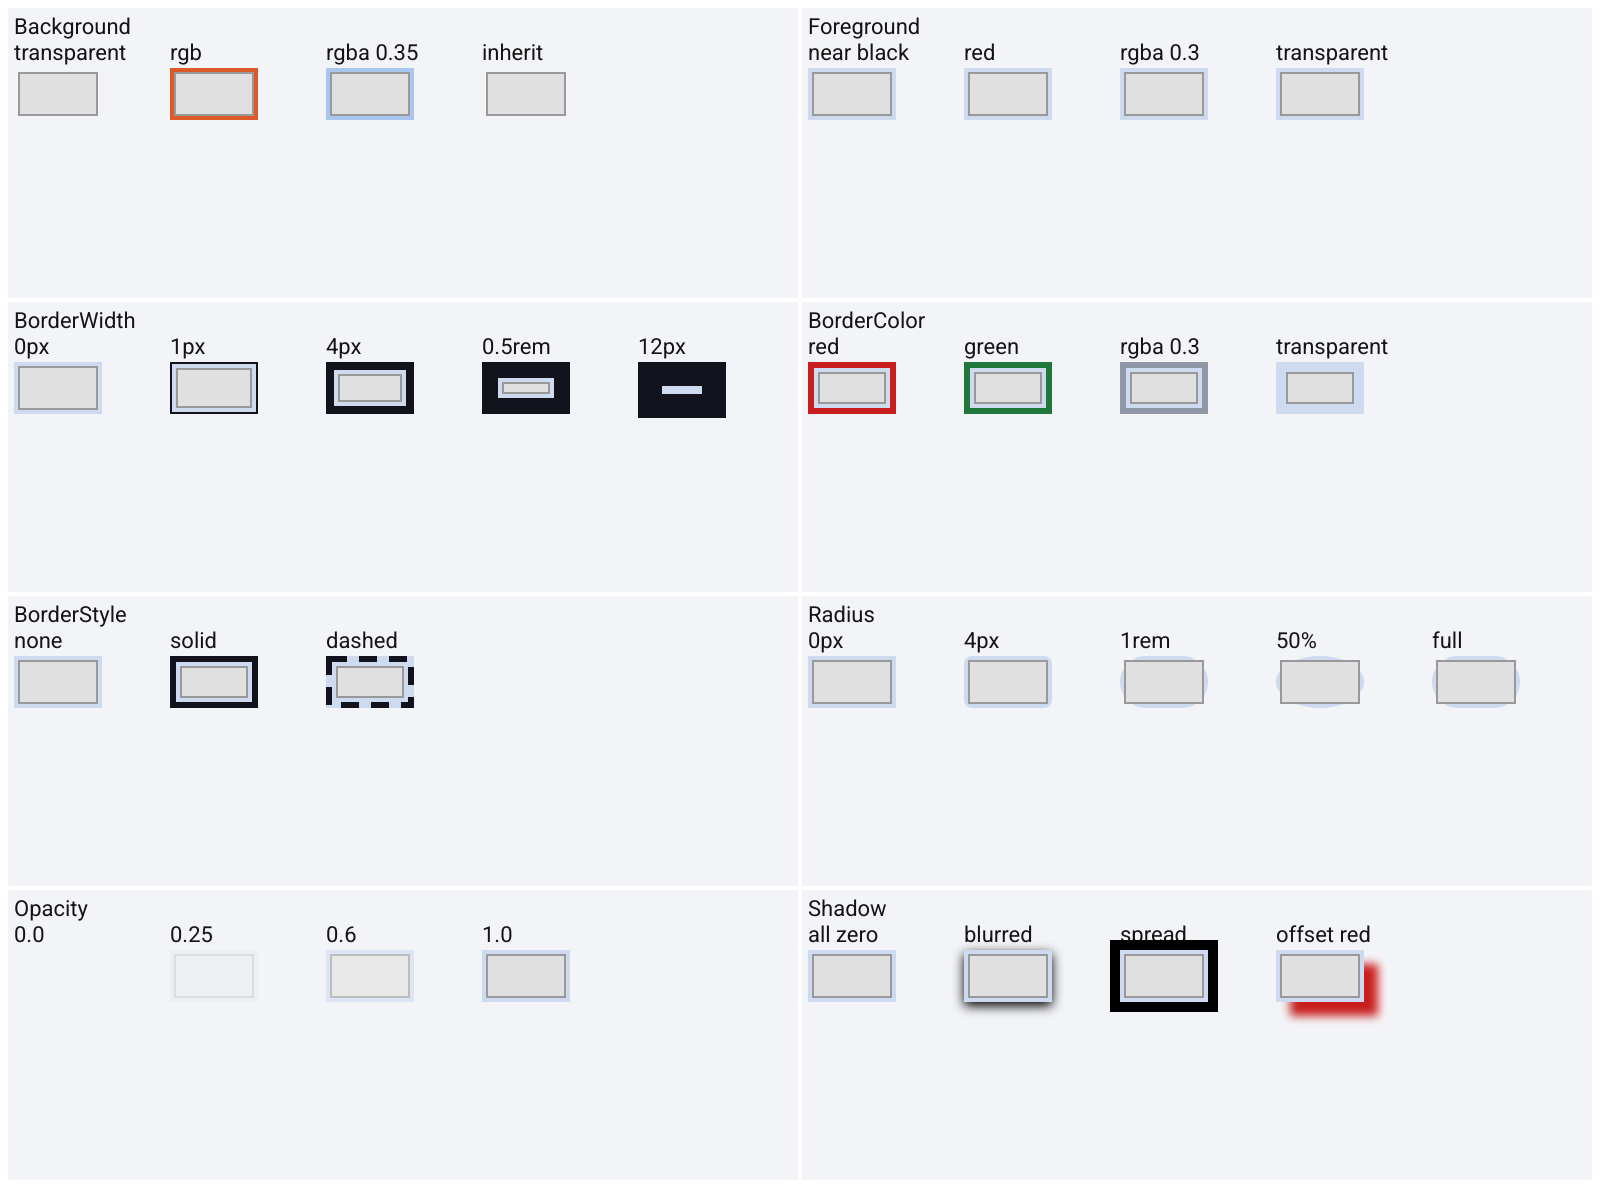 Background
transparent rgb rgba 0.35 inherit
Foreground
near black red rgba 0.3 transparent
BorderWidth
0px 1px 4px 0.5rem 12px
BorderColor
red green rgba 0.3 transparent
BorderStyle
none solid dashed
Radius
0px 4px 1rem 50% full
Opacity
0.0 0.25 0.6 1.0
Shadow
all zero blurred spread offset red